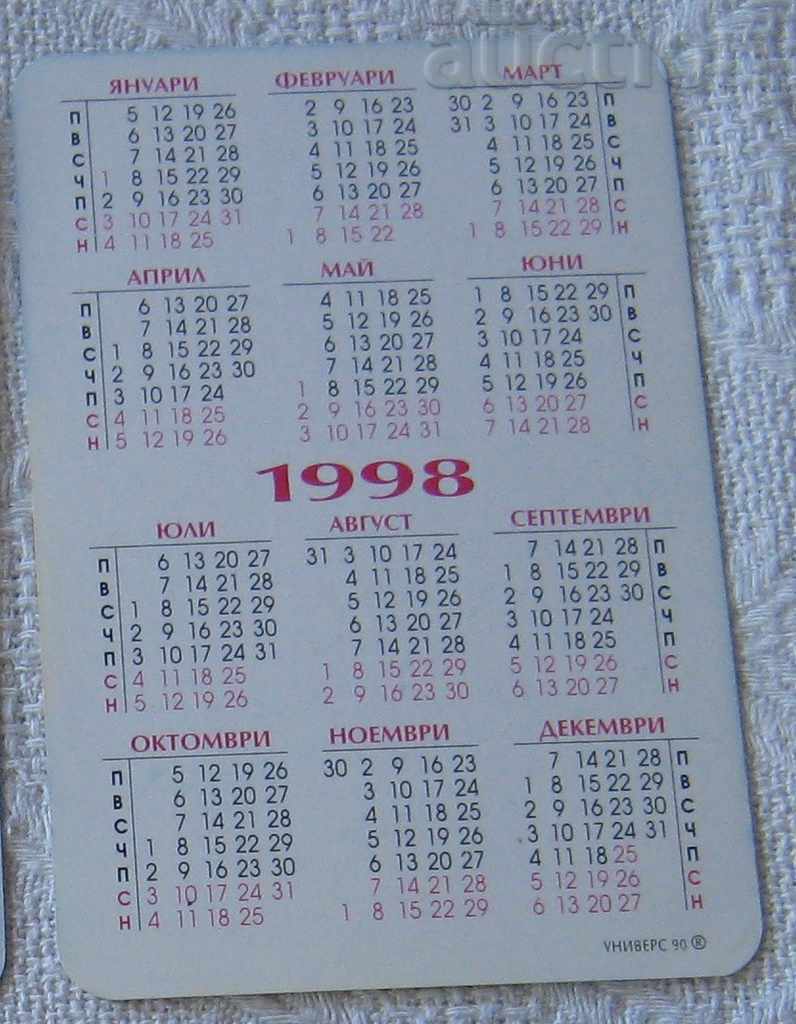 auction
ЯНУАРИ ФЕВРУАРИ МАРТ
П 5 12 19 26 2 9 16 23 30 2 9 16 23 П
В 6 13 20 27 3 10 17 24 31 3 10 17 24 В
С 7 14 21 28 4 11 18 25 4 11 18 25 С
Ч 1 8 15 22 29 5 12 19 26 5 12 19 26 Ч
П 2 9 16 23 30 6 13 20 27 6 13 20 27 П
С 3 10 17 24 31 7 14 21 28 7 14 21 28 С
Н 4 11 18 25 1 8 15 22 1 8 15 22 29 Н
АПРИЛ МАЙ ЮНИ
П 6 13 20 27 4 11 18 25 1 8 15 22 29 П
В 7 14 21 28 5 12 19 26 2 9 16 23 30 В
С 1 8 15 22 29 6 13 20 27 3 10 17 24 С
Ч 2 9 16 23 30 7 14 21 28 4 11 18 25 Ч
П 3 10 17 24 1 8 15 22 29 5 12 19 26 П
С 4 11 18 25 2 9 16 23 30 6 13 20 27 С
Н 5 12 19 26 3 10 17 24 31 7 14 21 28 Н
1998
ЮЛИ АВГУСТ СЕПТЕМВРИ
П 6 13 20 27 31 3 10 17 24 7 14 21 28 П
В 7 14 21 28 4 11 18 25 1 8 15 22 29 В
С 1 8 15 22 29 5 12 19 26 2 9 16 23 30 С
Ч 2 9 16 23 30 6 13 20 27 3 10 17 24 Ч
П 3 10 17 24 31 7 14 21 28 4 11 18 25 П
С 4 11 18 25 1 8 15 22 29 5 12 19 26 С
Н 5 12 19 26 2 9 16 23 30 6 13 20 27 Н
ОКТОМВРИ НОЕМВРИ ДЕКЕМВРИ
П 5 12 19 26 30 2 9 16 23 7 14 21 28 П
В 6 13 20 27 3 10 17 24 1 8 15 22 29 В
С 7 14 21 28 4 11 18 25 2 9 16 23 30 С
Ч 1 8 15 22 29 5 12 19 26 3 10 17 24 31 Ч
П 2 9 16 23 30 6 13 20 27 4 11 18 25 П
С 3 10 17 24 31 7 14 21 28 5 12 19 26 С
Н 4 11 18 25 1 8 15 22 29 6 13 20 27 Н
УНИВЕРС 90 ®